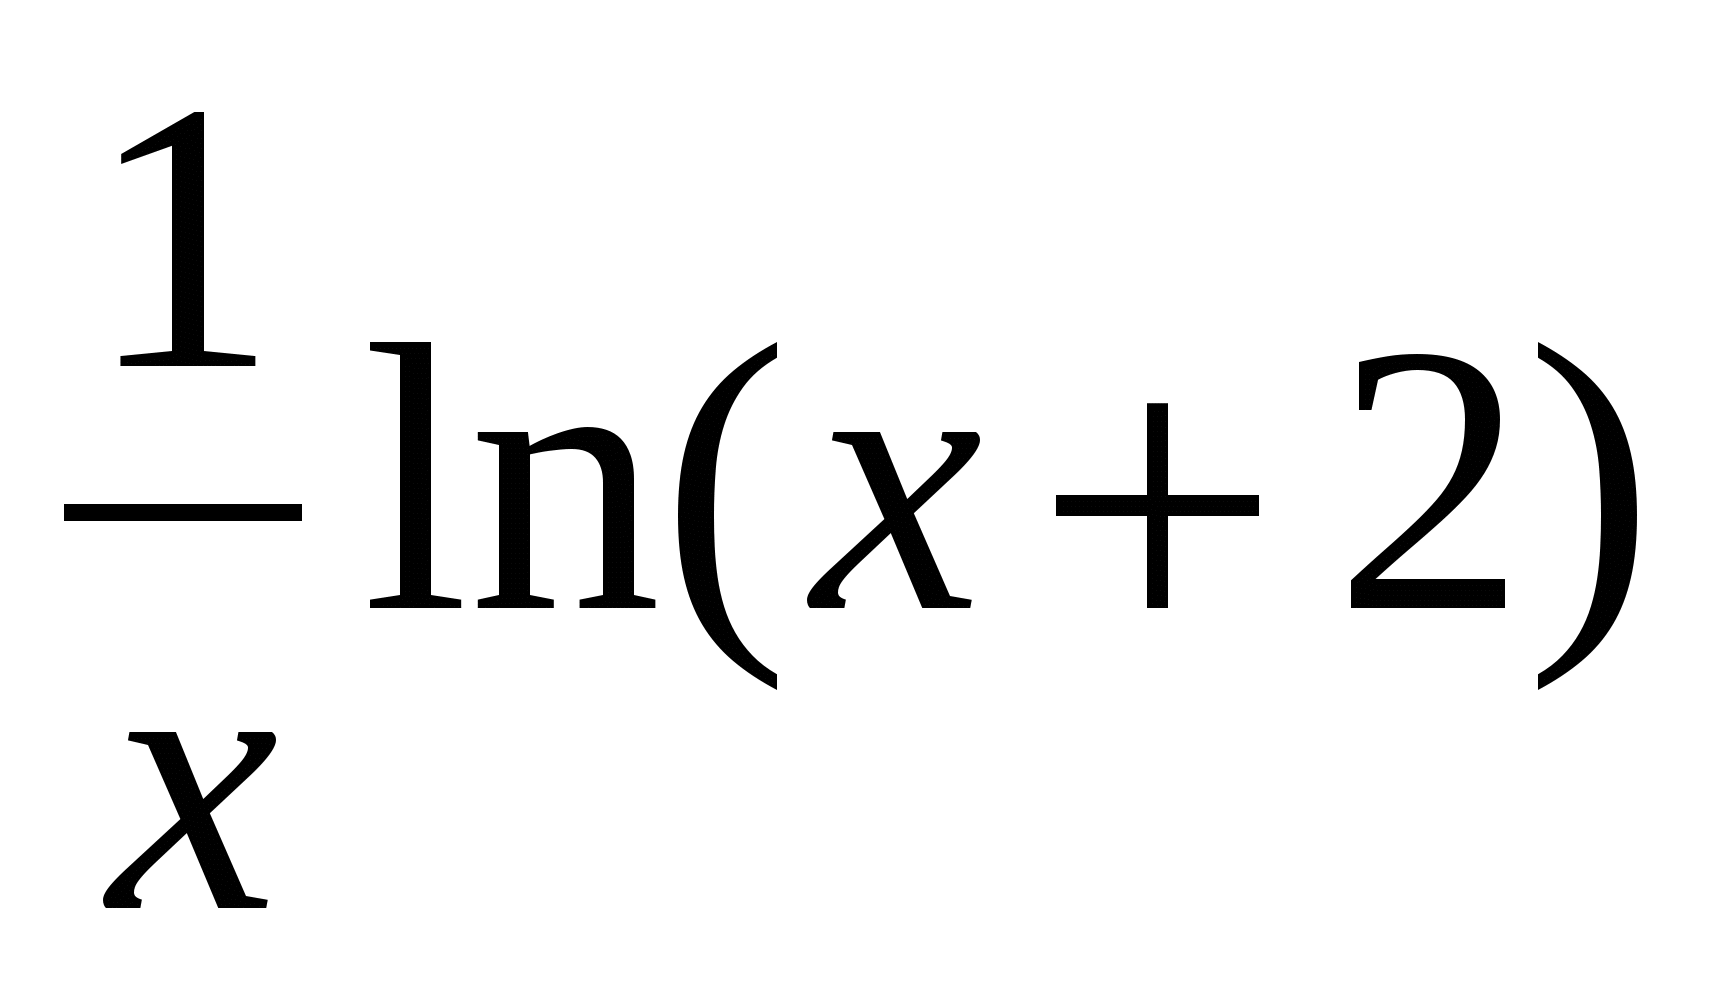 1/x ln(x + 2)